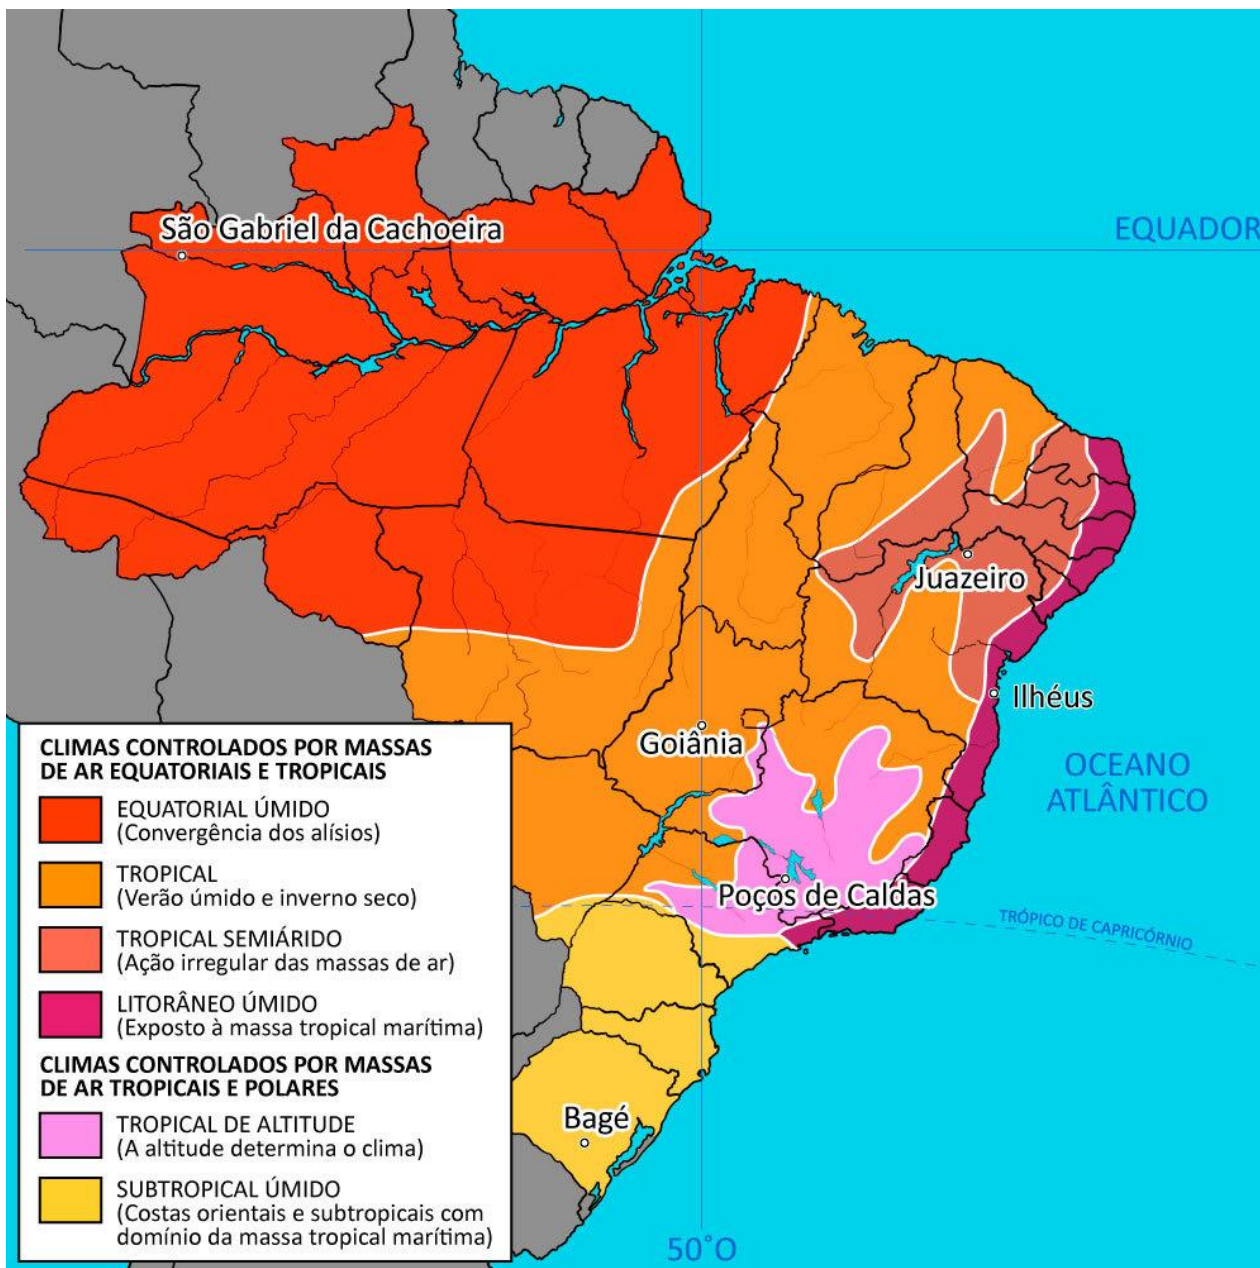 São Gabriel da Cachoeira
EQUADOR
Juazeiro
Ilhéus
Goiânia
OCEANO
ATLÂNTICO
Poços de Caldas
TRÓPICO DE CAPRICÓRNIO
Bagé
50°O
CLIMAS CONTROLADOS POR MASSAS
DE AR EQUATORIAIS E TROPICAIS
EQUATORIAL ÚMIDO
(Convergência dos alísios)
TROPICAL
(Verão úmido e inverno seco)
TROPICAL SEMIÁRIDO
(Ação irregular das massas de ar)
LITORÂNEO ÚMIDO
(Exposto à massa tropical marítima)
CLIMAS CONTROLADOS POR MASSAS
DE AR TROPICAIS E POLARES
TROPICAL DE ALTITUDE
(A altitude determina o clima)
SUBTROPICAL ÚMIDO
(Costas orientais e subtropicais com
domínio da massa tropical marítima)